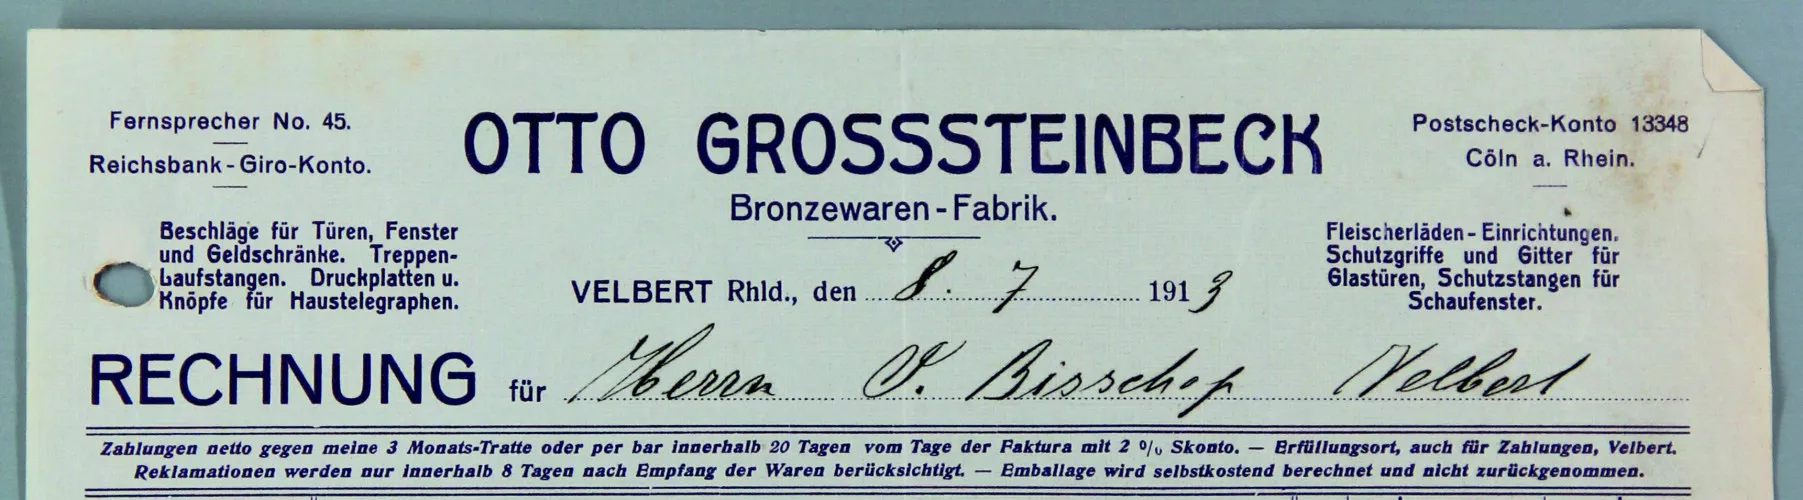 Fernsprecher No. 45.
Reichsbank-Giro-Konto.
Beschläge für Türen, Fenster
und Geldschränke. Treppen-
Laufstangen. Druckplatten u.
Knöpfe für Haustelegraphen.
OTTO GROSSSTEINBECK
Bronzewaren-Fabrik.
Postscheck-Konto 13348
Cöln a. Rhein.
Fleischerläden-Einrichtungen.
Schutzgriffe und Gitter für
Glastüren, Schutzstangen für
Schaufenster.
VELBERT Rhld., den 8. 7 1913
RECHNUNG für Herrn J. Bisschop Velbert
Zahlungen netto gegen meine 3 Monats-Tratte oder per bar innerhalb 20 Tagen vom Tage der Faktura mit 2 % Skonto. — Erfüllungsort, auch für Zahlungen, Velbert.
Reklamationen werden nur innerhalb 8 Tagen nach Empfang der Waren berücksichtigt. — Emballage wird selbstkostend berechnet und nicht zurückgenommen.